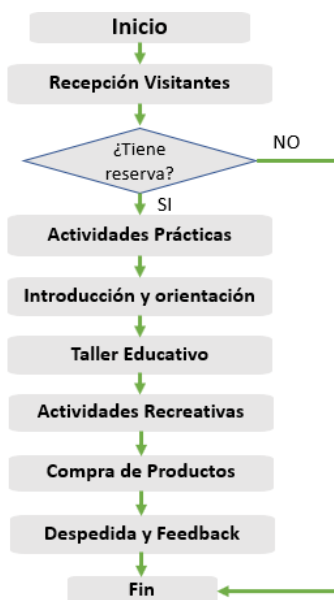 Inicio
Recepción Visitantes
¿Tiene
reserva?
NO
SI
Actividades Prácticas
Introducción y orientación
Taller Educativo
Actividades Recreativas
Compra de Productos
Despedida y Feedback
Fin